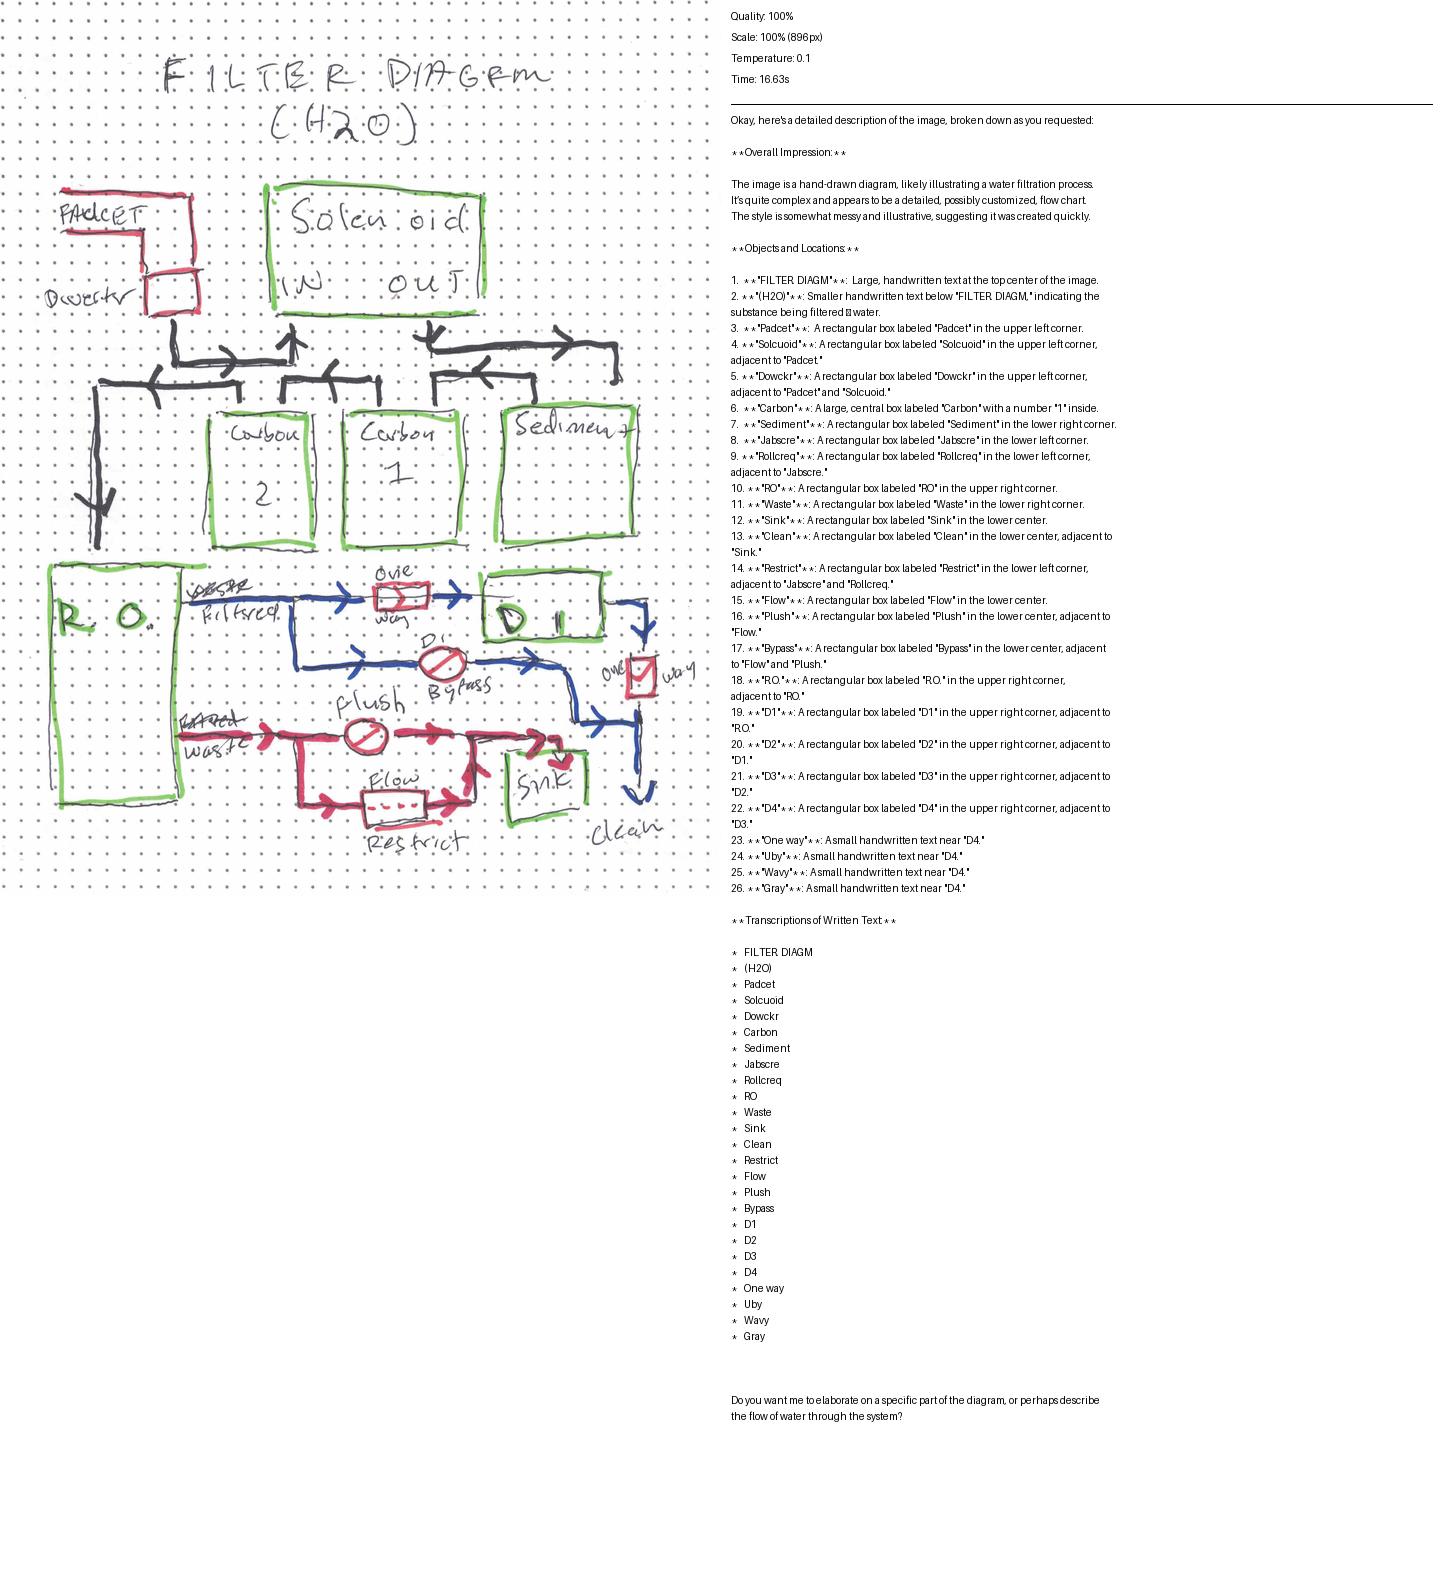 FILTER DIAGRM
(H2O)
FAUCET
Solenoid
IN OUT
Diverter
Carbon
2
Carbon
1
Sediment
R. O.
waste
Filtered
one
way
D I
DI
Bypass
one way
Flush
waste
Flow
Restrict
Sink
Clean
Quality: 100%
Scale: 100% (896px)
Temperature: 0.1
Time: 16.63s
Okay, here's a detailed description of the image, broken down as you requested:
**Overall Impression:**
The image is a hand-drawn diagram, likely illustrating a water filtration process.
It's quite complex and appears to be a detailed, possibly customized, flow chart.
The style is somewhat messy and illustrative, suggesting it was created quickly.
**Objects and Locations:**
1. **"FILTER DIAGM"**: Large, handwritten text at the top center of the image.
2. **"(H2O)"**: Smaller handwritten text below "FILTER DIAGM," indicating the
substance being filtered water.
3. **"Padcet"**: A rectangular box labeled "Padcet" in the upper left corner.
4. **"Solcuoid"**: A rectangular box labeled "Solcuoid" in the upper left corner,
adjacent to "Padcet."
5. **"Dowckr"**: A rectangular box labeled "Dowckr" in the upper left corner,
adjacent to "Padcet" and "Solcuoid."
6. **"Carbon"**: A large, central box labeled "Carbon" with a number "1" inside.
7. **"Sediment"**: A rectangular box labeled "Sediment" in the lower right corner.
8. **"Jabscre"**: A rectangular box labeled "Jabscre" in the lower left corner.
9. **"Rollcreq"**: A rectangular box labeled "Rollcreq" in the lower left corner,
adjacent to "Jabscre."
10. **"RO"**: A rectangular box labeled "RO" in the upper right corner.
11. **"Waste"**: A rectangular box labeled "Waste" in the lower right corner.
12. **"Sink"**: A rectangular box labeled "Sink" in the lower center.
13. **"Clean"**: A rectangular box labeled "Clean" in the lower center, adjacent to
"Sink."
14. **"Restrict"**: A rectangular box labeled "Restrict" in the lower left corner,
adjacent to "Jabscre" and "Rollcreq.
15. **"Flow"**: A rectangular box labeled "Flow" in the lower center.
16. **"Plush"**: A rectangular box labeled "Plush" in the lower center, adjacent to
"Flow."
17. **"Bypass"**: A rectangular box labeled "Bypass" in the lower center, adjacent
to "Flow" and "Plush."
18. **"R.O."**: A rectangular box labeled "R.O." in the upper right corner,
adjacent to "RO."
19. **"D1"**: A rectangular box labeled "D1" in the upper right corner, adjacent to
"R.O."
20. **"D2"**: A rectangular box labeled "D2" in the upper right corner, adjacent to
"D1."
21. **"D3"**: A rectangular box labeled "D3" in the upper right corner, adjacent to
"D2."
22. **"D4"**: A rectangular box labeled "D4" in the upper right corner, adjacent to
"D3."
23. **"One way"**: A small handwritten text near "D4."
24. **"Uby"**: A small handwritten text near "D4."
25. **"Wavy"**: A small handwritten text near "D4."
26. **"Gray"**: A small handwritten text near "D4."
**Transcriptions of Written Text:**
* FILTER DIAGM
* (H2O)
* Padcet
* Solcuoid
* Dowckr
* Carbon
* Sediment
* Jabscre
* Rollcreq
* RO
* Waste
* Sink
* Clean
* Restrict
* Flow
* Plush
* Bypass
* D1
* D2
* D3
* D4
* One way
* Uby
* Wavy
* Gray
Do you want me to elaborate on a specific part of the diagram, or perhaps describe
the flow of water through the system?